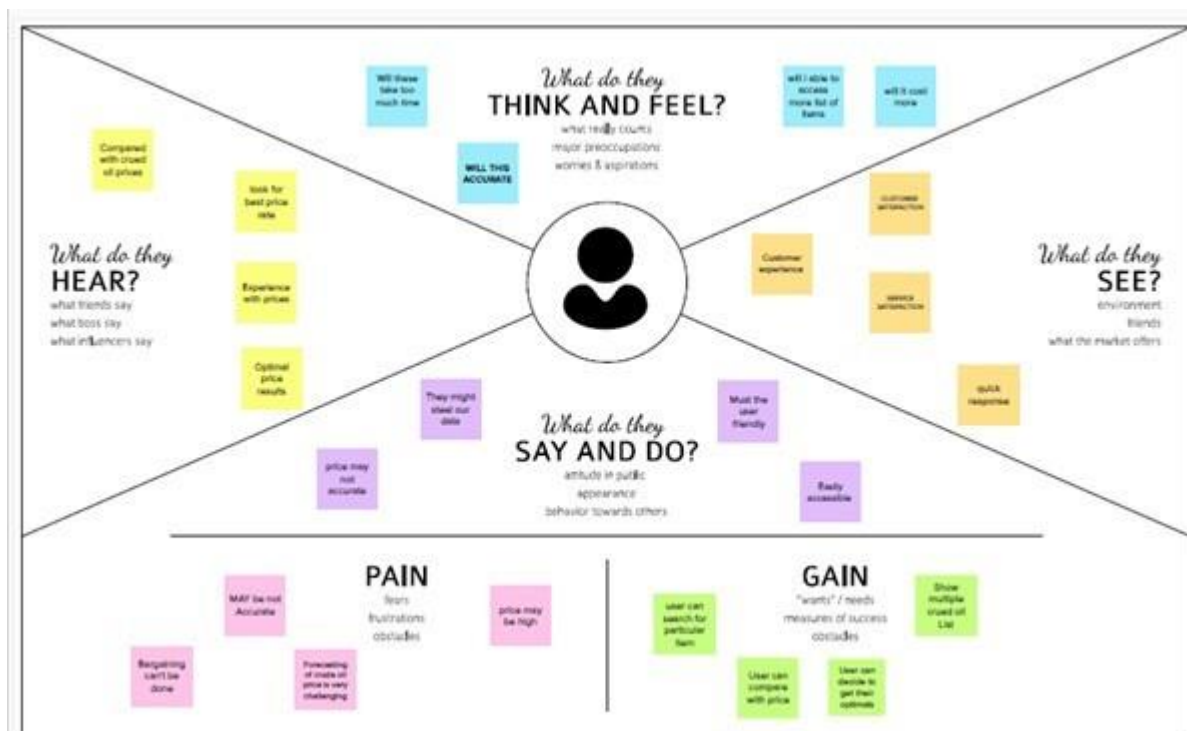 What do they
THINK AND FEEL?
what really counts
major preoccupations
worries & aspirations
Will these
take too
much time
WILL THIS
ACCURATE
will I able to
access
more list of
items
will it cost
more
What do they
HEAR?
what friends say
what boss say
what influencers say
Compared
with crued
oil prices
look for
best price
rate
Experience
with prices
Optimal
price
results
What do they
SEE?
environment
friends
what the market offers
CUSTOMER
SATISFACTION
Customer
experience
SERVICE
SATISFACTION
quick
response
What do they
SAY AND DO?
attitude in public
appearance
behavior towards others
They might
steel our
data
price may
not
accurate
Must the
user
friendly
Easily
accessible
PAIN
fears
frustrations
obstacles
MAY be not
Accurate
price may
be high
Bargaining
can't be
done
Forecasting
of crude oil
price is very
challenging
GAIN
"wants" / needs
measures of success
obstacles
user can
search for
particular
item
Show
multiple
crued oil
List
User can
compare
with price
User can
decide to
get their
optimals